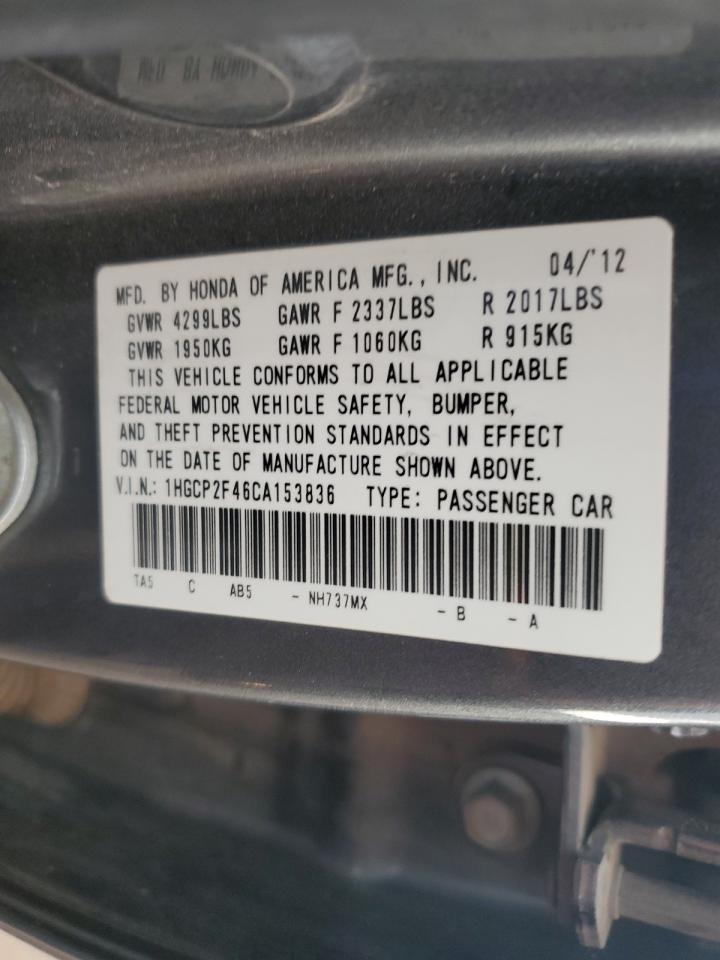 MFD. BY HONDA OF AMERICA MFG., INC. 04/'12
GVWR 4299LBS GAWR F 2337LBS R 2017LBS
GVWR 1950KG GAWR F 1060KG R 915KG
THIS VEHICLE CONFORMS TO ALL APPLICABLE
FEDERAL MOTOR VEHICLE SAFETY, BUMPER,
AND THEFT PREVENTION STANDARDS IN EFFECT
ON THE DATE OF MANUFACTURE SHOWN ABOVE.
V.I.N.: 1HGCP2F46CA153836 TYPE: PASSENGER CAR
TA5 C AB5 - NH737MX - B - A